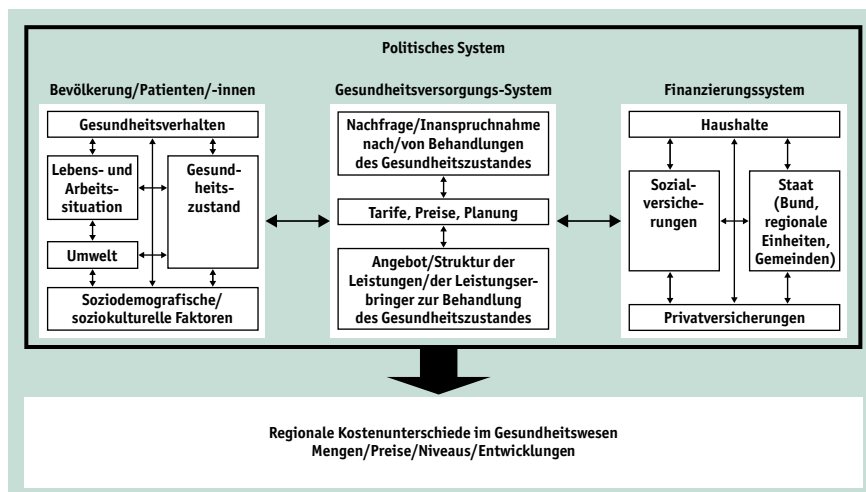 Politisches System
Bevölkerung/Patienten/-innen
Gesundheitsverhalten
Lebens- und
Arbeits-
situation
Gesund-
heits-
zustand
Umwelt
Soziodemografische/
soziokulturelle Faktoren
Gesundheitsversorgungs-System
Nachfrage/Inanspruchnahme
nach/von Behandlungen
des Gesundheitszustandes
Tarife, Preise, Planung
Angebot/Struktur der
Leistungen/der Leistungser-
bringer zur Behandlung
des Gesundheitszustandes
Finanzierungssystem
Haushalte
Sozial-
versiche-
rungen
Staat
(Bund,
regionale
Einheiten,
Gemeinden)
Privatversicherungen
Regionale Kostenunterschiede im Gesundheitswesen
Mengen/Preise/Niveaus/Entwicklungen